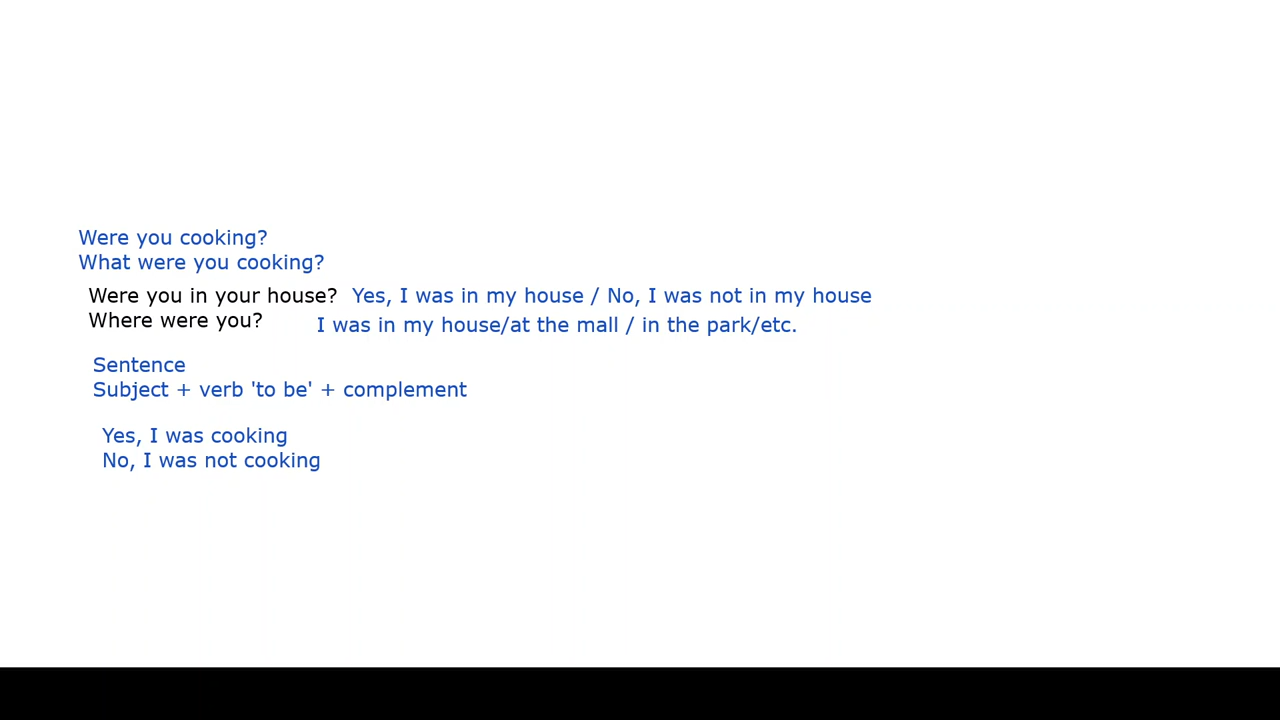 Were you cooking?
What were you cooking?
Were you in your house? Yes, I was in my house / No, I was not in my house
Where were you? I was in my house/at the mall / in the park/etc.
Sentence
Subject + verb 'to be' + complement
Yes, I was cooking
No, I was not cooking